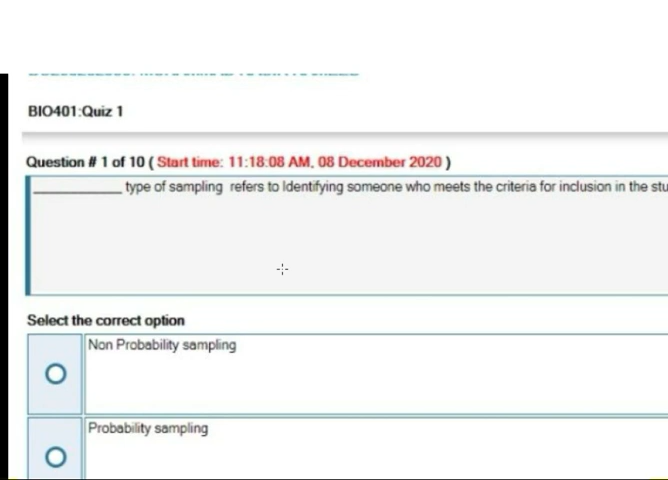 BIO401:Quiz 1
Question # 1 of 10 ( Start time: 11:18:08 AM, 08 December 2020 )
____________ type of sampling refers to Identifying someone who meets the criteria for inclusion in the stu
Select the correct option
Non Probability sampling
Probability sampling